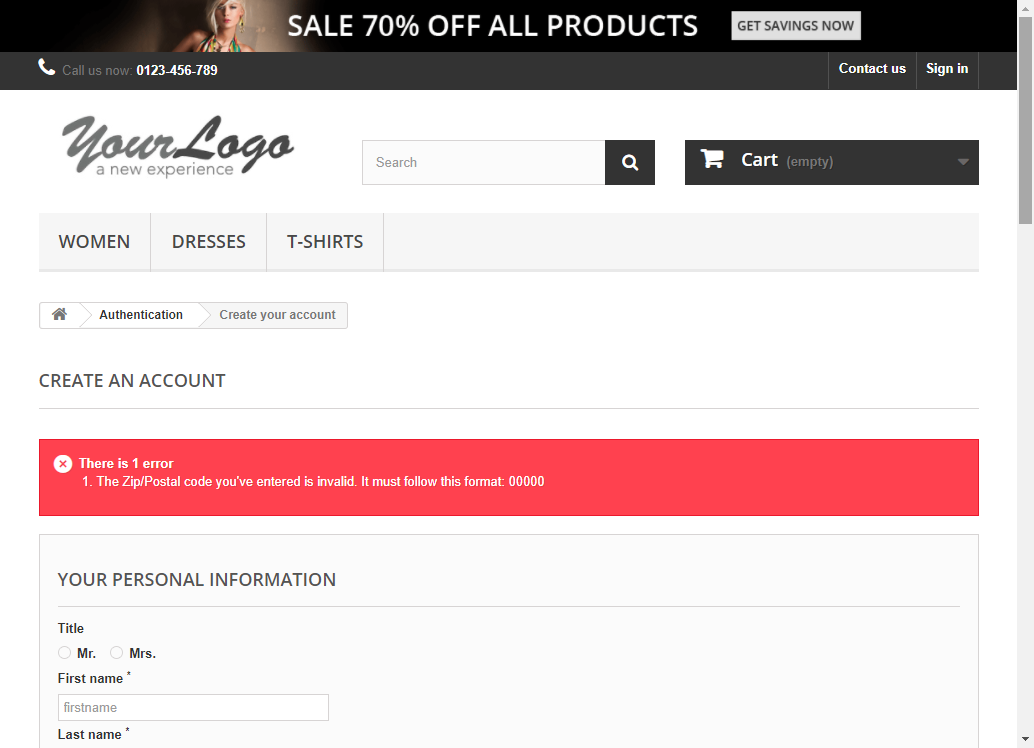 SALE 70% OFF ALL PRODUCTS GET SAVINGS NOW
Call us now: 0123-456-789 Contact us Sign in
YourLogo
a new experience
Search
Cart (empty)
WOMEN DRESSES T-SHIRTS
Authentication Create your account
CREATE AN ACCOUNT
There is 1 error
1. The Zip/Postal code you've entered is invalid. It must follow this format: 00000
YOUR PERSONAL INFORMATION
Title
Mr. Mrs.
First name *
firstname
Last name *